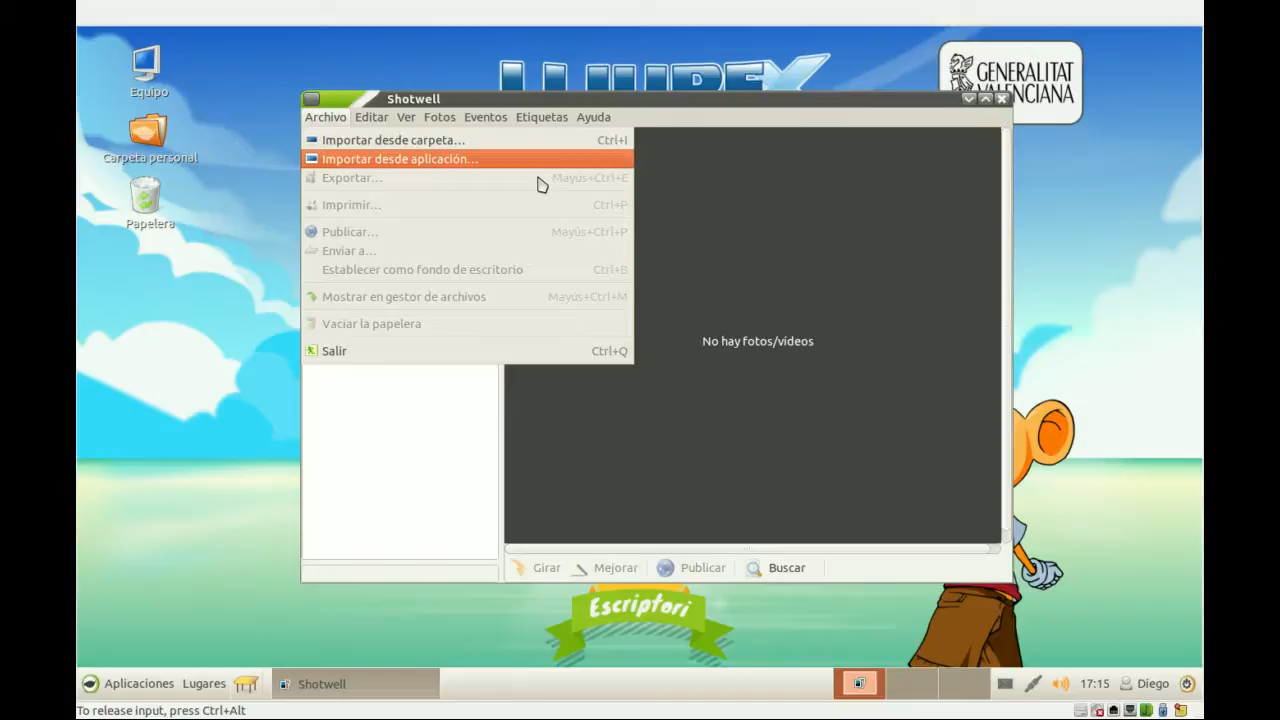 Equipo
Carpeta personal
Papelera
LLIUREX
GENERALITAT
VALENCIANA
Shotwell
Archivo Editar Ver Fotos Eventos Etiquetas Ayuda
Importar desde carpeta... Ctrl+I
Importar desde aplicación...
Exportar... Mayús+Ctrl+E
Imprimir... Ctrl+P
Publicar... Mayús+Ctrl+P
Enviar a...
Establecer como fondo de escritorio Ctrl+B
Mostrar en gestor de archivos Mayús+Ctrl+M
Vaciar la papelera
Salir Ctrl+Q
No hay fotos/vídeos
Girar Mejorar Publicar Buscar
Escriptori
Aplicaciones Lugares Shotwell 17:15 Diego
To release input, press Ctrl+Alt